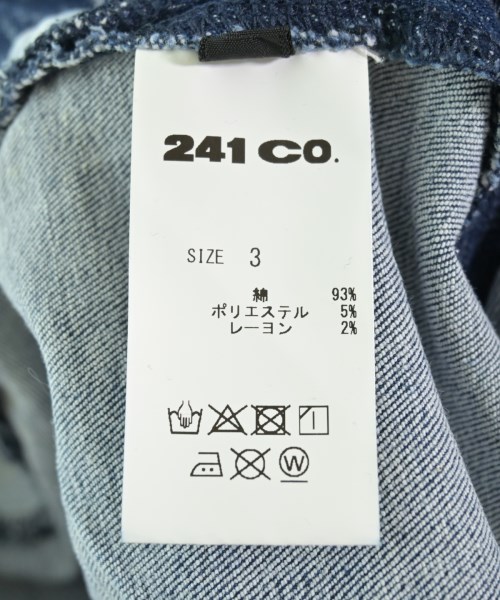 241 CO.
SIZE 3
綿 93%
ポリエステル 5%
レーヨン 2%
W